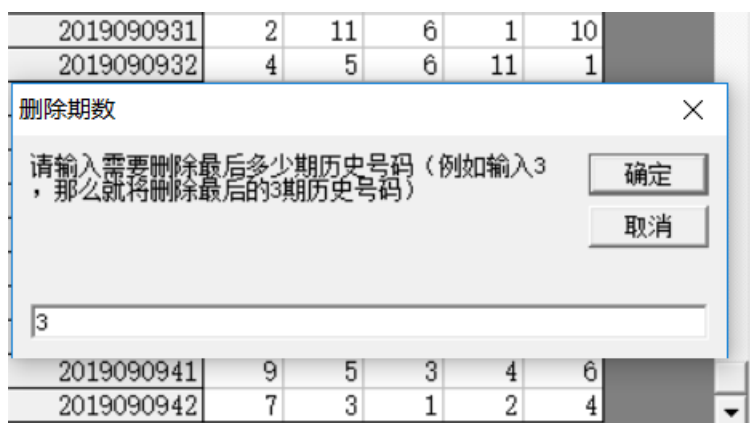 2019090931 2 11 6 1 10
2019090932 4 5 6 11 1
删除期数
请输入需要删除最后多少期历史号码（例如输入3
，那么就将删除最后的3期历史号码）
确定
取消
3
2019090941 9 5 3 4 6
2019090942 7 3 1 2 4